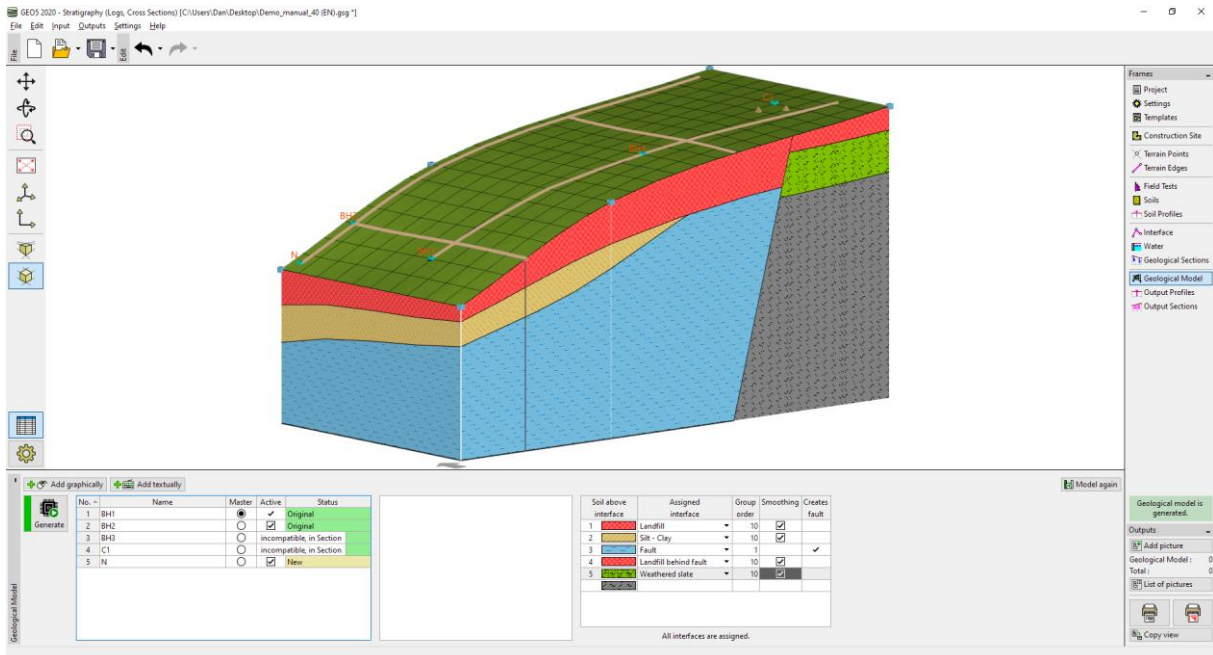 GEO5 2020 - Stratigraphy (Logs, Cross Sections) [C:\Users\Dan\Desktop\Demo_manual_40 (EN).gsg *]
File Edit Input Outputs Settings Help
File
Edit
Frames
Project
Settings
Templates
Construction Site
Terrain Points
Terrain Edges
Field Tests
Soils
Soil Profiles
Interface
Water
Geological Sections
Geological Model
Output Profiles
Output Sections
N
Add graphically Add textually
Model again
Generate
No. Name Master Active Status
1 BH1 Original
2 BH2 Original
3 BH3 incompatible, in Section
4 C1 incompatible, in Section
5 N New
Soil above interface Assigned interface Group order Smoothing Creates fault
1 Landfill 10
2 Silt - Clay 10
3 Fault 1
4 Landfill behind fault 10
5 Weathered slate 10
All interfaces are assigned.
Geological Model
Geological model is
generated.
Outputs
Add picture
Geological Model : 0
Total : 0
List of pictures
Copy view